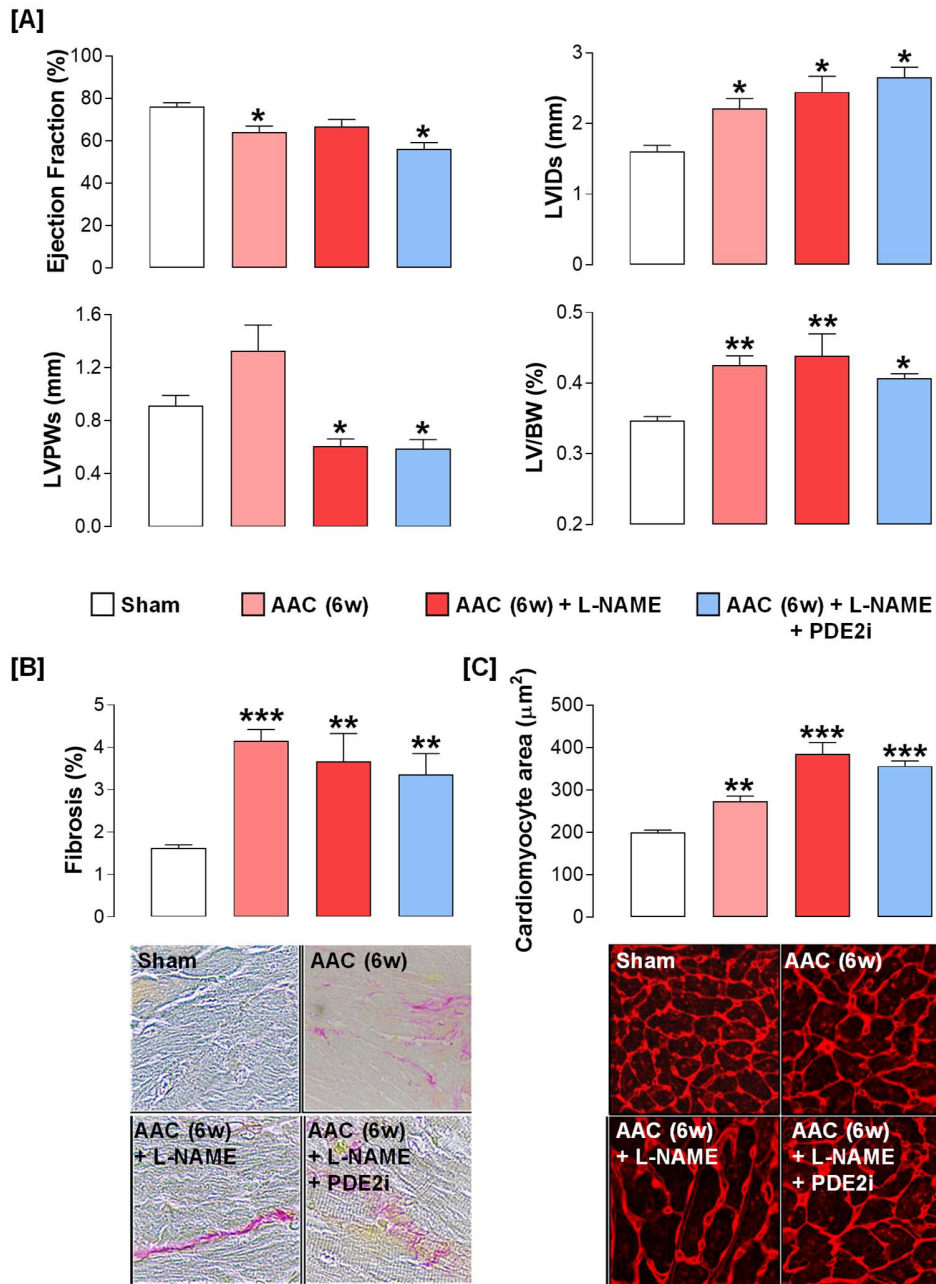 [A]
Ejection Fraction (%)
100
80
60
40
20
0
*
*
LVIDs (mm)
3
2
1
0
*
*
*
LVPWs (mm)
1.6
1.2
0.8
0.4
0.0
*
*
LV/BW (%)
0.5
0.4
0.3
0.2
**
**
*
Sham
AAC (6w)
AAC (6w) + L-NAME
AAC (6w) + L-NAME
+ PDE2i
[B]
Fibrosis (%)
5
4
3
2
1
0
***
**
**
Sham
AAC (6w)
AAC (6w)
+ L-NAME
AAC (6w)
+ L-NAME
+ PDE2i
[C]
Cardiomyocyte area (μm²)
500
400
300
200
100
0
**
***
***
Sham
AAC (6w)
AAC (6w)
+ L-NAME
AAC (6w)
+ L-NAME
+ PDE2i